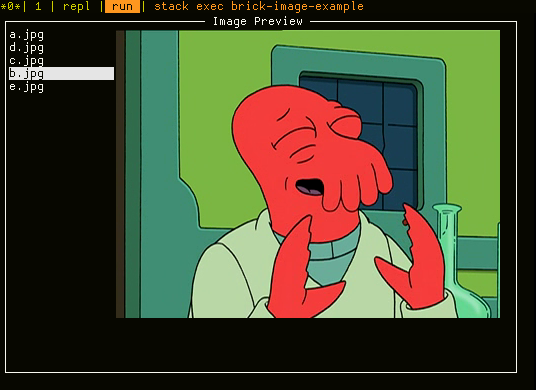 *0*| 1 | repl | run | stack exec brick-image-example
Image Preview
a.jpg
d.jpg
c.jpg
b.jpg
e.jpg